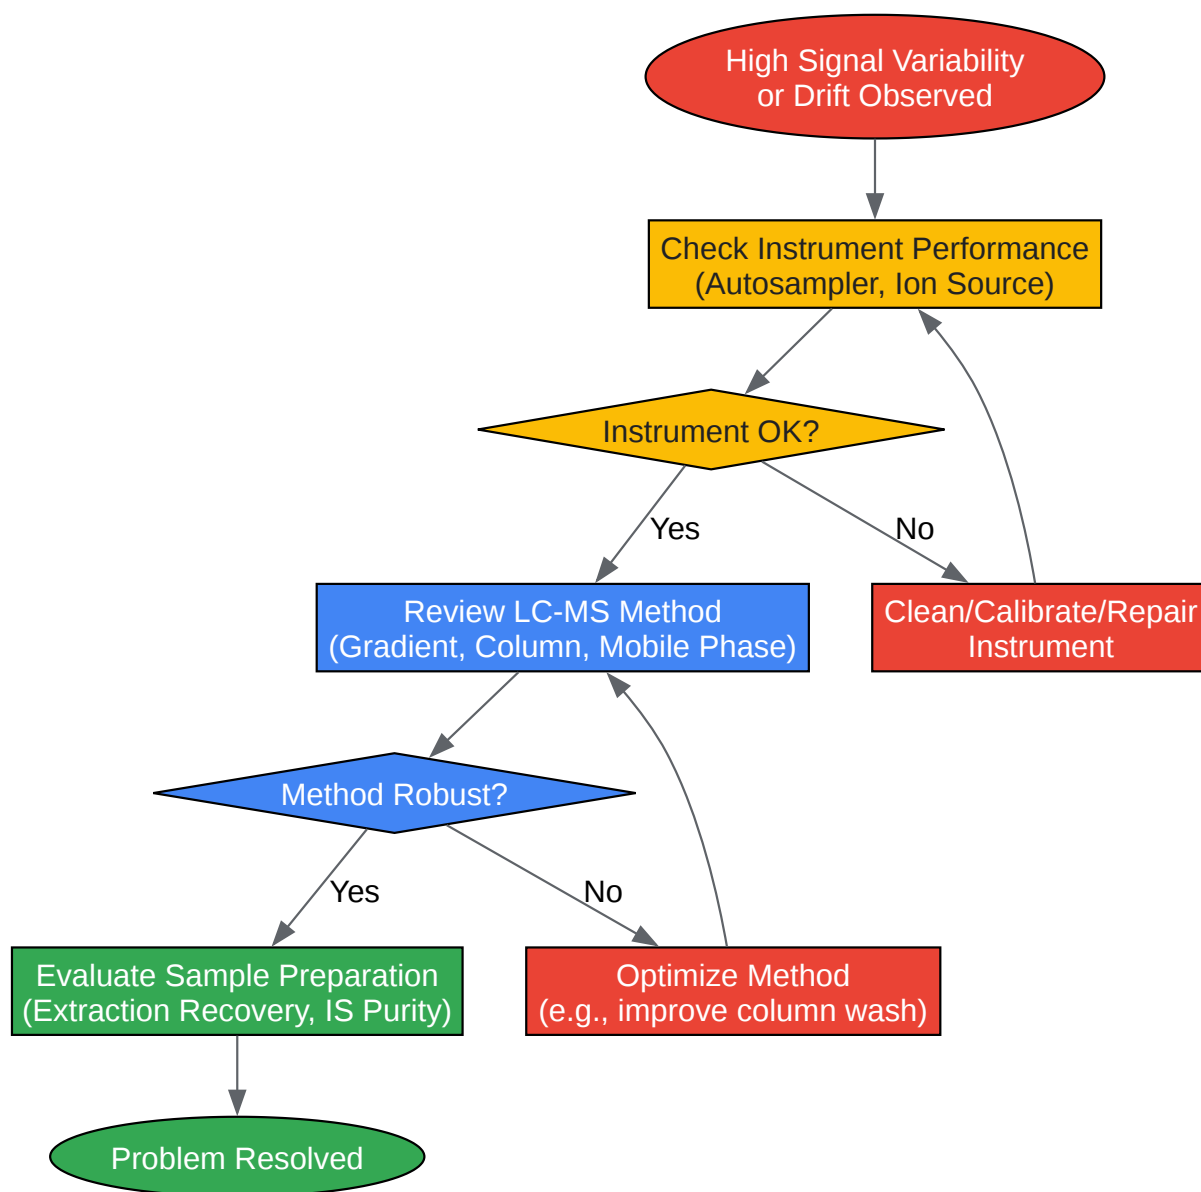 High Signal Variability
or Drift Observed
Check Instrument Performance
(Autosampler, Ion Source)
Instrument OK?
Yes
No
Review LC-MS Method
(Gradient, Column, Mobile Phase)
Clean/Calibrate/Repair
Instrument
Method Robust?
Yes
No
Evaluate Sample Preparation
(Extraction Recovery, IS Purity)
Optimize Method
(e.g., improve column wash)
Problem Resolved